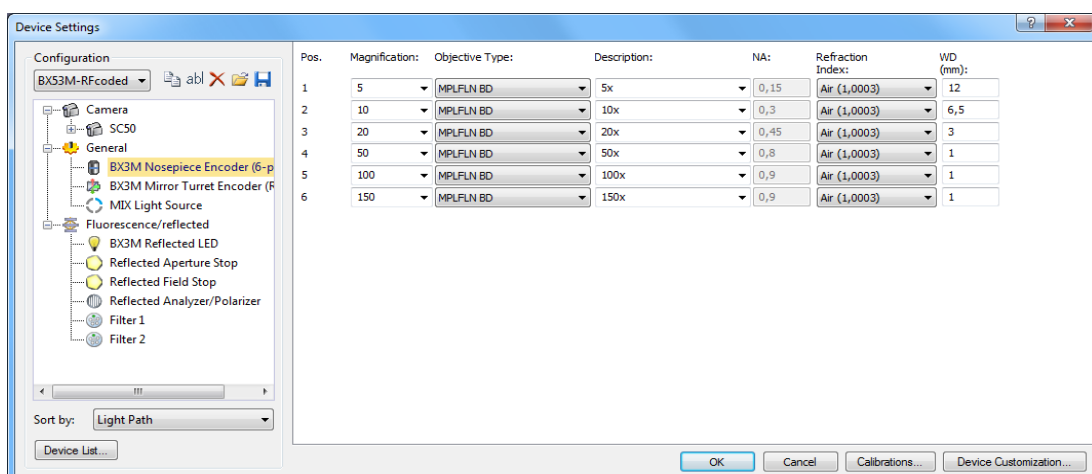 Device Settings
Configuration
BX53M-RFcoded
abl
Camera
SC50
General
BX3M Nosepiece Encoder (6-p
BX3M Mirror Turret Encoder (F
MIX Light Source
Fluorescence/reflected
BX3M Reflected LED
Reflected Aperture Stop
Reflected Field Stop
Reflected Analyzer/Polarizer
Filter 1
Filter 2
Sort by: Light Path
Device List...
Pos. Magnification: Objective Type: Description: NA: Refraction Index: WD (mm):
1 5 MPLFLN BD 5x 0,15 Air (1,0003) 12
2 10 MPLFLN BD 10x 0,3 Air (1,0003) 6,5
3 20 MPLFLN BD 20x 0,45 Air (1,0003) 3
4 50 MPLFLN BD 50x 0,8 Air (1,0003) 1
5 100 MPLFLN BD 100x 0,9 Air (1,0003) 1
6 150 MPLFLN BD 150x 0,9 Air (1,0003) 1
OK Cancel Calibrations... Device Customization...